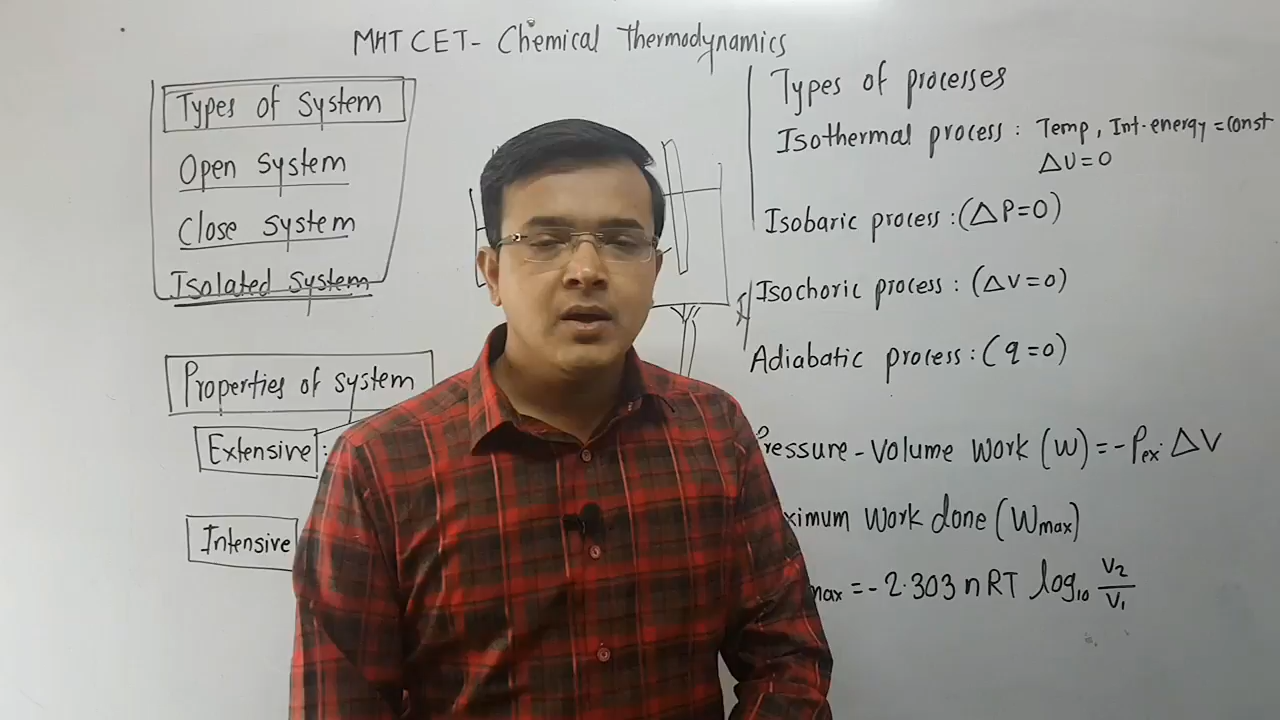 MHT CET- Chemical Thermodynamics
Types of System
Open System
Close System
Isolated System
Properties of system
Extensive :
Intensive
Types of processes
Isothermal process : Temp, Int. energy = const
ΔU=0
Isobaric process : (ΔP=0)
Isochoric process : (ΔV=0)
Adiabatic process : (q=0)
Pressure-Volume Work (W) = -Pex. ΔV
Work done (Wmax)
max = - 2.303 nRT log10 V2/V1